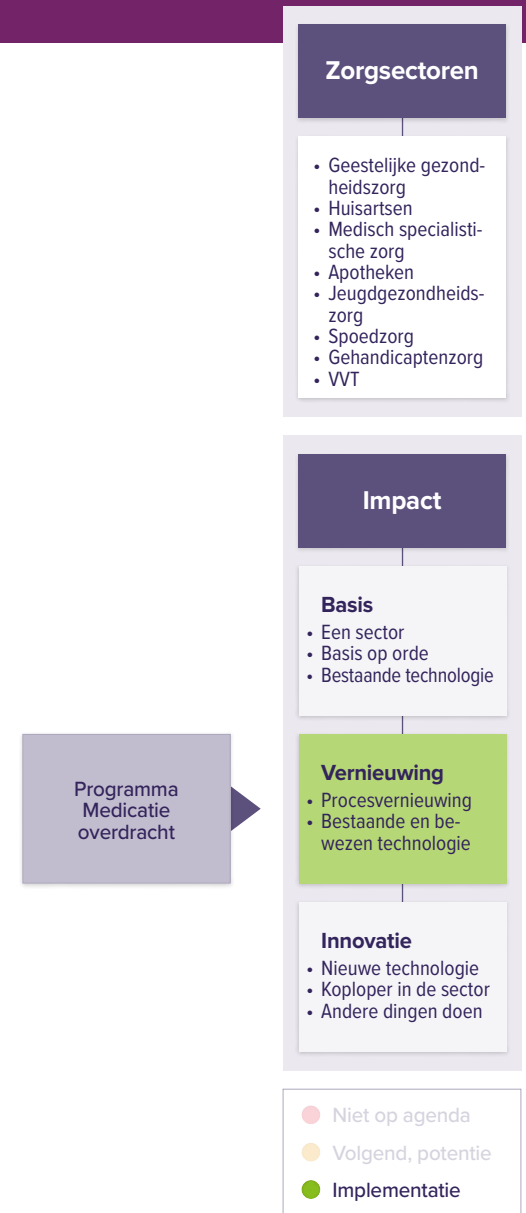 Zorgsectoren
• Geestelijke gezond-
heidszorg
• Huisartsen
• Medisch specialisti-
sche zorg
• Apotheken
• Jeugdgezondheids-
zorg
• Spoedzorg
• Gehandicaptenzorg
• VVT
Impact
Basis
• Een sector
• Basis op orde
• Bestaande technologie
Programma
Medicatie
overdracht
Vernieuwing
• Procesvernieuwing
• Bestaande en be-
wezen technologie
Innovatie
• Nieuwe technologie
• Koploper in de sector
• Andere dingen doen
Niet op agenda
Volgend, potentie
Implementatie